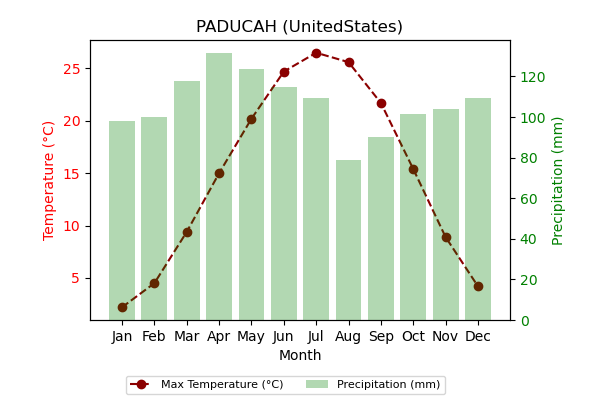 PADUCAH (UnitedStates)
Temperature (°C)
25
20
15
10
5
120
100
80
60
40
20
0
Precipitation (mm)
Jan Feb Mar Apr May Jun Jul Aug Sep Oct Nov Dec
Month
Max Temperature (°C) Precipitation (mm)